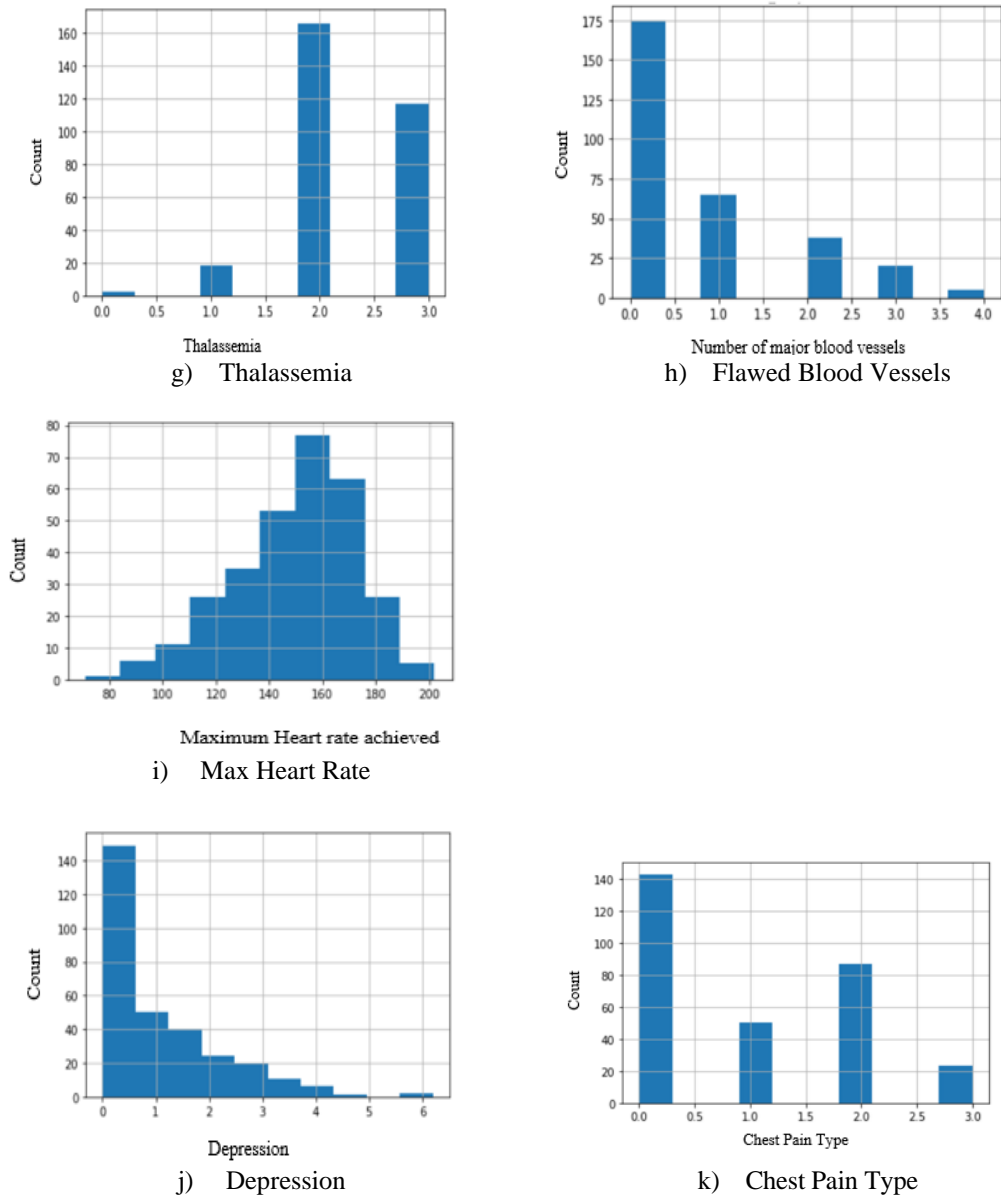 160
140
120
100
80
60
40
20
0
Count
0.0 0.5 1.0 1.5 2.0 2.5 3.0
Thalassemia
g) Thalassemia
175
150
125
100
75
50
25
0
Count
0.0 0.5 1.0 1.5 2.0 2.5 3.0 3.5 4.0
Number of major blood vessels
h) Flawed Blood Vessels
80
70
60
50
40
30
20
10
0
Count
80 100 120 140 160 180 200
Maximum Heart rate achieved
i) Max Heart Rate
140
120
100
80
60
40
20
0
Count
0 1 2 3 4 5 6
Depression
j) Depression
140
120
100
80
60
40
20
0
Count
0.0 0.5 1.0 1.5 2.0 2.5 3.0
Chest Pain Type
k) Chest Pain Type